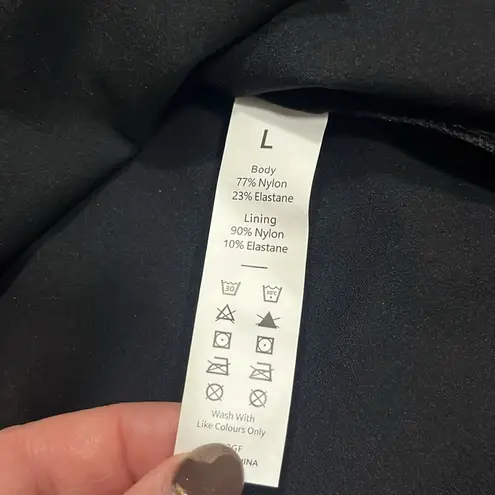 L
Body
77% Nylon
23% Elastane
Lining
90% Nylon
10% Elastane
30 30°C
Wash With
Like Colours Only